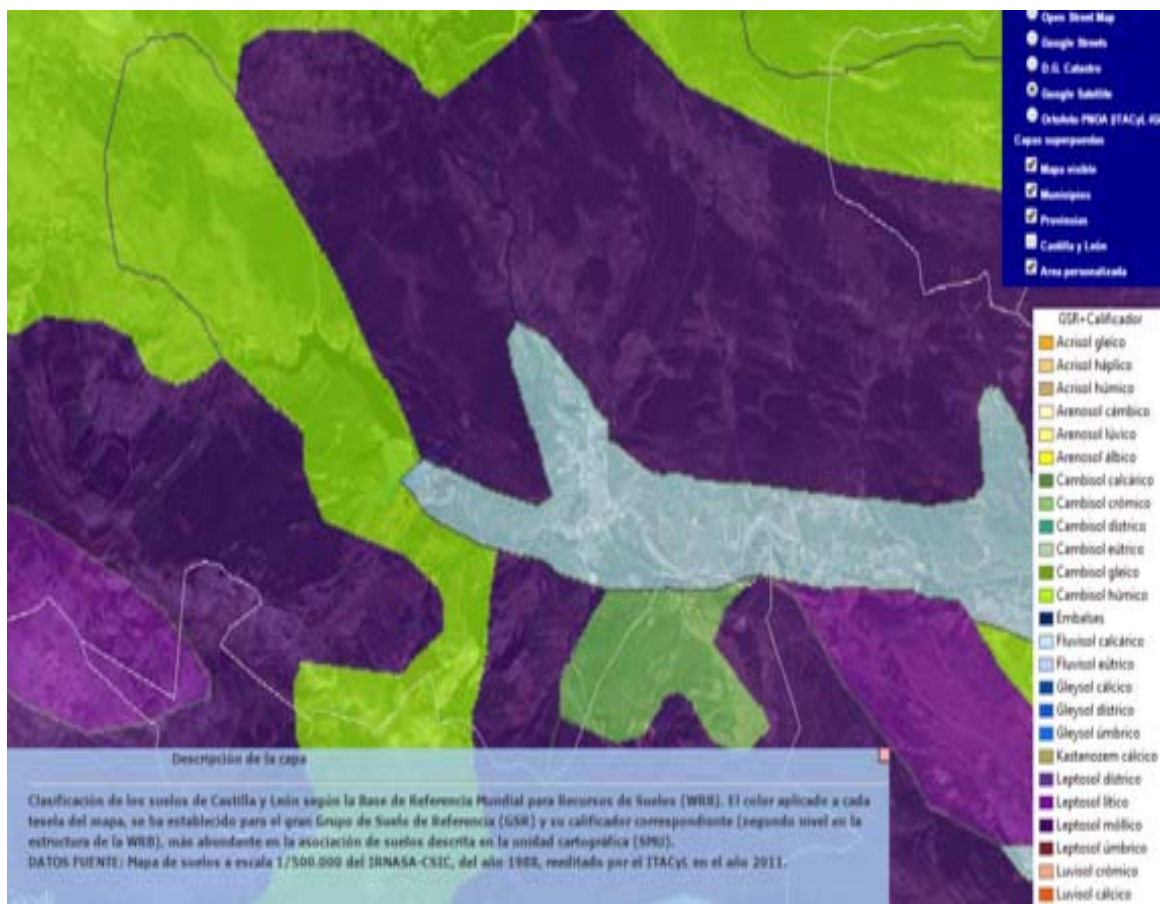 Open Street Map
Google Streets
D.G. Catastro
Google Satellite
Ortofoto PNOA (ITACyL-IG
Capas superpuestas
Mapa visible
Municipios
Provincias
Castilla y León
Area personalizada
GSR+Calificador
Acrisol gleico
Acrisol háplico
Acrisol húmico
Arenosol cámbico
Arenosol lúvico
Arenosol álbico
Cambisol calcárico
Cambisol crómico
Cambisol dístrico
Cambisol eútrico
Cambisol gleico
Cambisol húmico
Embalses
Fluvisol calcárico
Fluvisol eútrico
Gleysol cálcico
Gleysol dístrico
Gleysol úmbrico
Kastanozem cálcico
Leptosol dístrico
Leptosol lítico
Leptosol móllico
Leptosol úmbrico
Luvisol crómico
Luvisol cálcico
Descripción de la capa
Clasificación de los suelos de Castilla y León según la Base de Referencia Mundial para Recursos de Suelos (WRB). El color aplicado a cada
tesela del mapa, se ha establecido para el gran Grupo de Suelo de Referencia (GSR) y su calificador correspondiente (segundo nivel en la
estructura de la WRB), más abundante en la asociación de suelos descrita en la unidad cartográfica (SMU).
DATOS FUENTE: Mapa de suelos a escala 1/500.000 del IRNASA-CSIC, del año 1988, reeditado por el ITACyL en el año 2011.